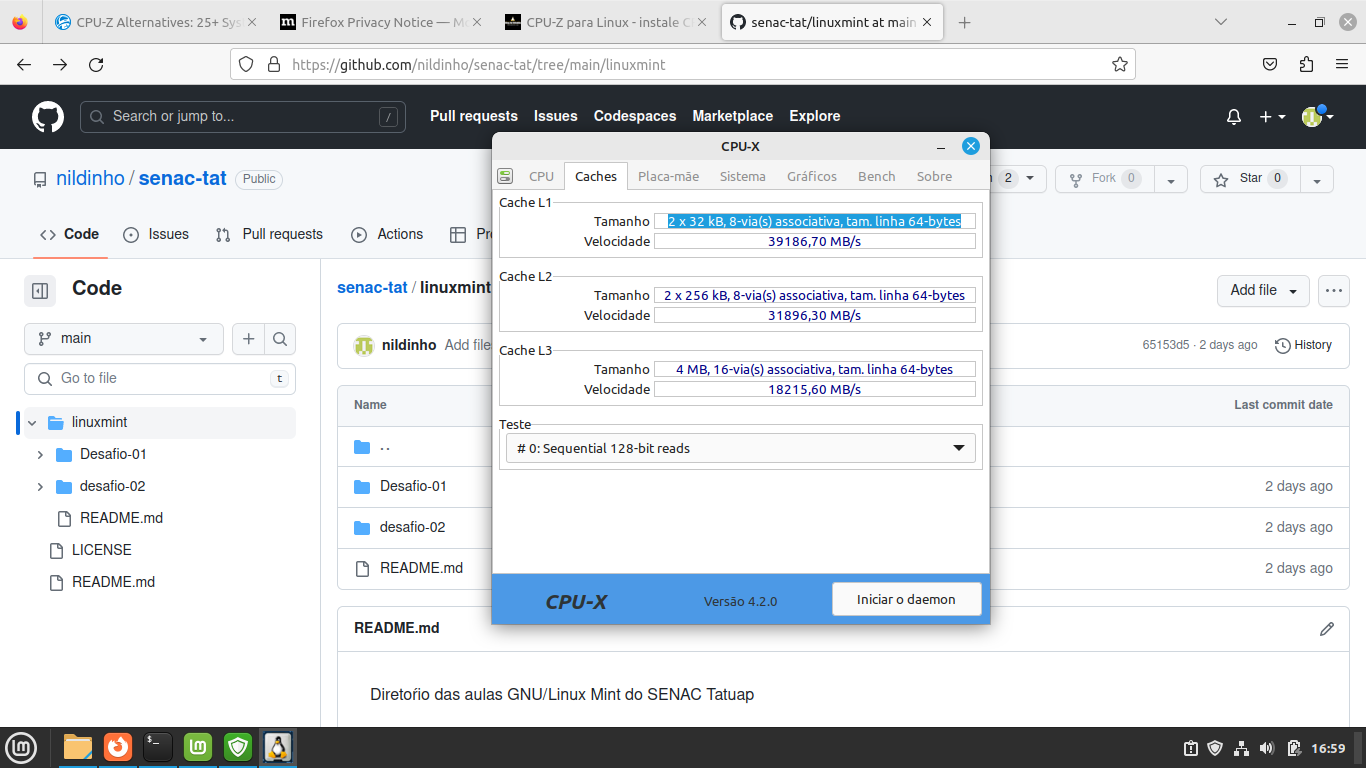 CPU-Z Alternatives: 25+ Sys
Firefox Privacy Notice — Mo
CPU-Z para Linux - instale C
senac-tat/linuxmint at main
https://github.com/nildinho/senac-tat/tree/main/linuxmint
Search or jump to...
/
Pull requests
Issues
Codespaces
Marketplace
Explore
nildinho / senac-tat
Public
2
Fork 0
Star 0
Code
Issues
Pull requests
Actions
CPU-X
CPU
Caches
Placa-mãe
Sistema
Gráficos
Bench
Sobre
Cache L1
Tamanho 2 x 32 kB, 8-via(s) associativa, tam. linha 64-bytes
Velocidade 39186,70 MB/s
Cache L2
Tamanho 2 x 256 kB, 8-via(s) associativa, tam. linha 64-bytes
Velocidade 31896,30 MB/s
Cache L3
Tamanho 4 MB, 16-via(s) associativa, tam. linha 64-bytes
Velocidade 18215,60 MB/s
Teste
# 0: Sequential 128-bit reads
CPU-X
Versão 4.2.0
Iniciar o daemon
Code
main
Go to file
t
linuxmint
Desafio-01
desafio-02
README.md
LICENSE
README.md
senac-tat / linuxmint
Add file
nildinho Add file
65153d5 · 2 days ago
History
Name
Last commit date
..
Desafio-01
2 days ago
desafio-02
2 days ago
README.md
2 days ago
README.md
Diretoŕio das aulas GNU/Linux Mint do SENAC Tatuap
16:59